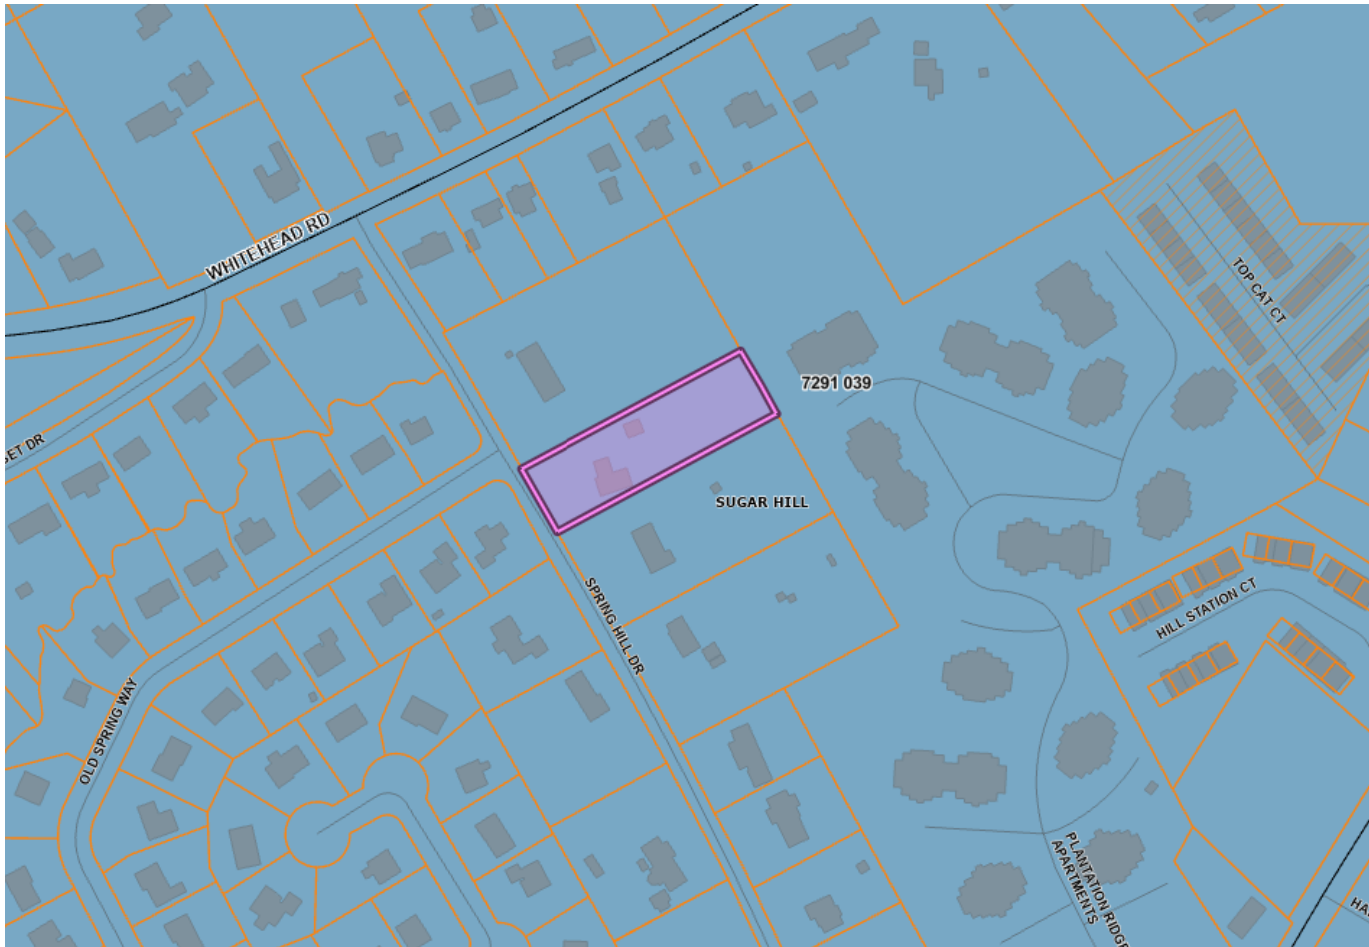 WHITEHEAD RD
TOP CAT CT
7291 039
SUGAR HILL
SPRING HILL DR
HILL STATION CT
OLD SPRING WAY
PLANTATION RIDGE
APARTMENTS